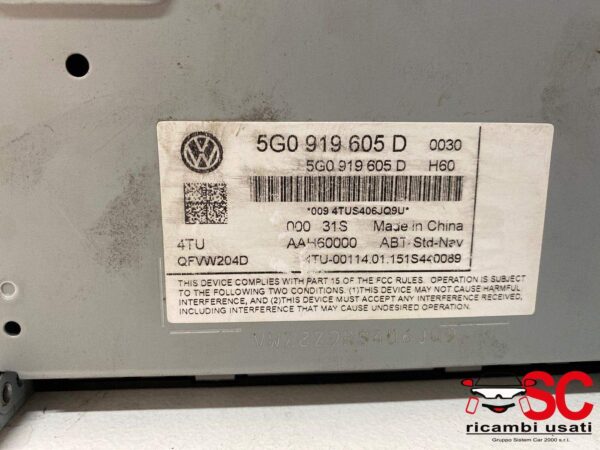 5G0 919 605 D 0030
5G0 919 605 D H60
*009 4TUS406JQ9U*
000 31S Made in China
4TU AAH60000 ABT-Std-Nav
QFVW204D 4TU-00114.01.151S440089
THIS DEVICE COMPLIES WITH PART 15 OF THE FCC RULES. OPERATION IS SUBJECT
TO THE FOLLOWING TWO CONDITIONS. (1)THIS DEVICE MAY NOT CAUSE HARMFUL
INTERFERENCE, AND (2)THIS DEVICE MUST ACCEPT ANY INTERFERENCE RECEIVED,
INCLUDING INTERFERENCE THAT MAY CAUSE UNDESIRED OPERATION.
SC
ricambi usati
Gruppo Sistem Car 2000 s.r.l.